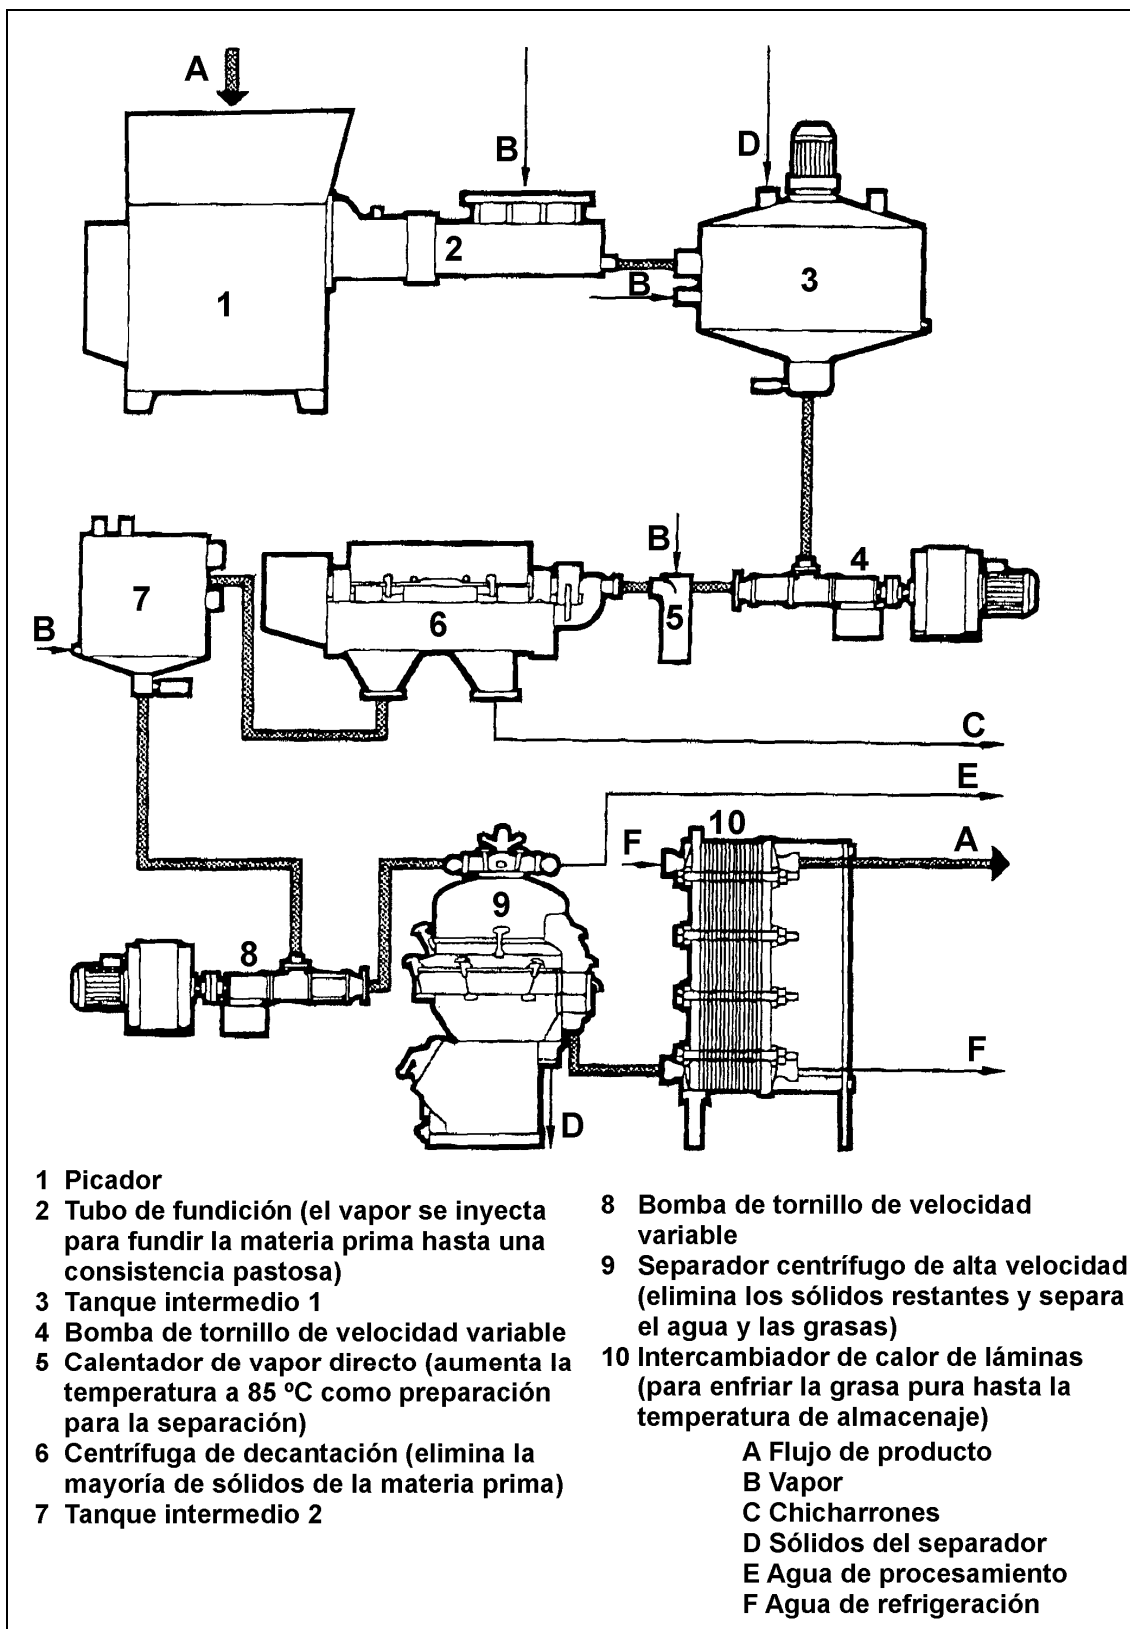 A
B
D
2
B
3
1
B
4
7
5
6
B
C
E
10
F
A
9
8
F
D
1 Picador
2 Tubo de fundición (el vapor se inyecta
para fundir la materia prima hasta una
consistencia pastosa)
3 Tanque intermedio 1
4 Bomba de tornillo de velocidad variable
5 Calentador de vapor directo (aumenta la
temperatura a 85 ºC como preparación
para la separación)
6 Centrífuga de decantación (elimina la
mayoría de sólidos de la materia prima)
7 Tanque intermedio 2
8 Bomba de tornillo de velocidad
variable
9 Separador centrífugo de alta velocidad
(elimina los sólidos restantes y separa
el agua y las grasas)
10 Intercambiador de calor de láminas
(para enfriar la grasa pura hasta la
temperatura de almacenaje)
A Flujo de producto
B Vapor
C Chicharrones
D Sólidos del separador
E Agua de procesamiento
F Agua de refrigeración